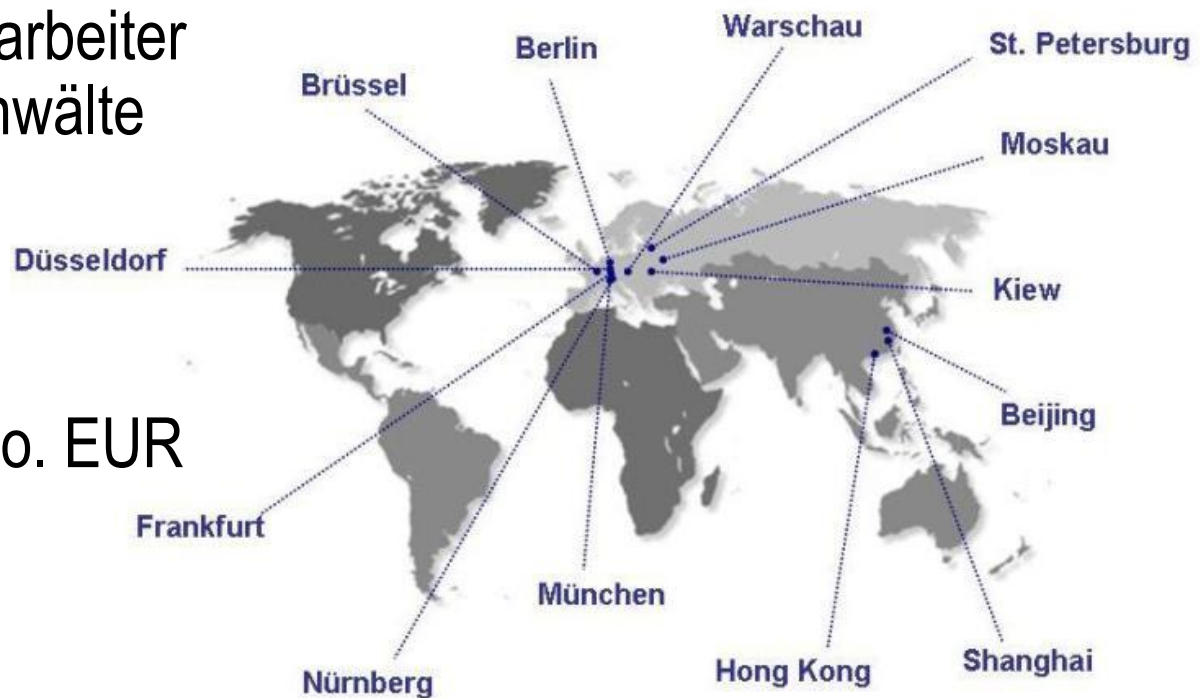 arbeiter
nwälte
o. EUR
Berlin
Warschau
St. Petersburg
Brüssel
Moskau
Düsseldorf
Kiew
Beijing
Frankfurt
München
Nürnberg
Hong Kong
Shanghai